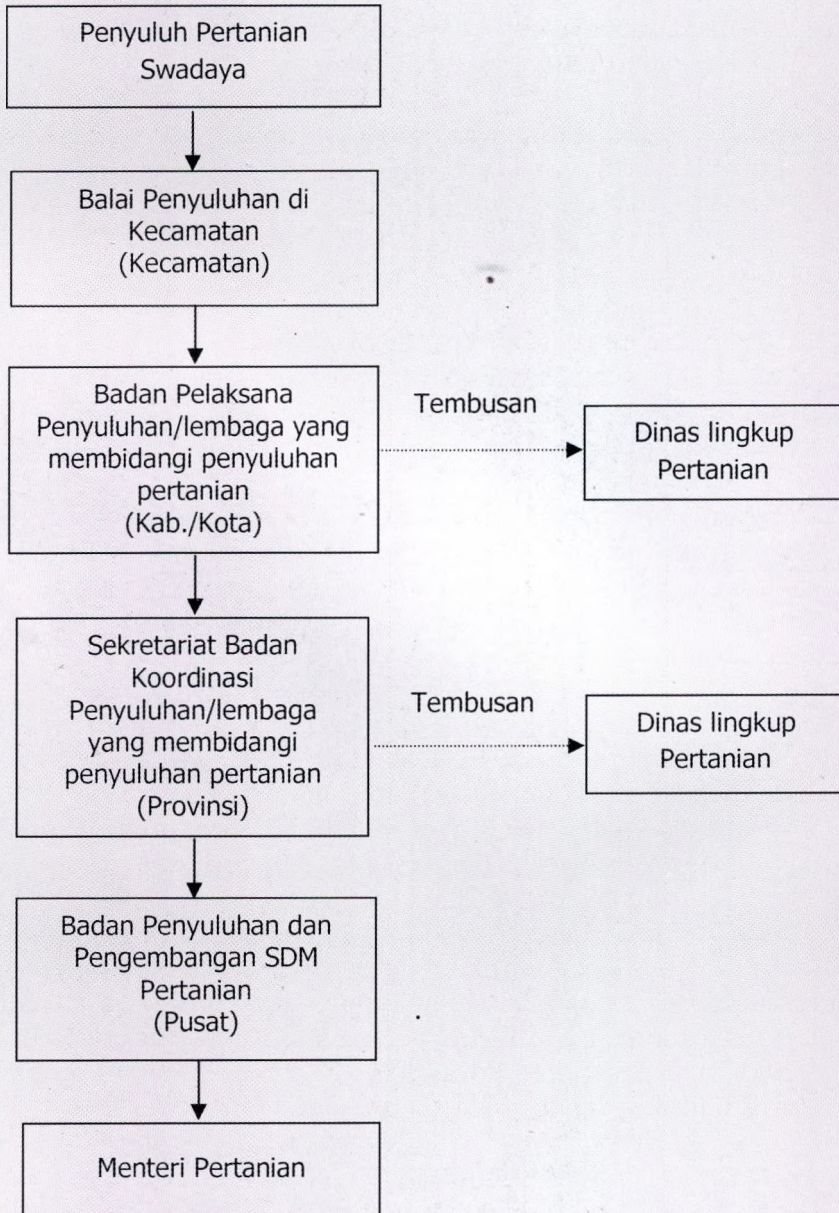 Penyuluh Pertanian
Swadaya
Balai Penyuluhan di
Kecamatan
(Kecamatan)
Badan Pelaksana
Penyuluhan/lembaga yang
membidangi penyuluhan
pertanian
(Kab./Kota)
Tembusan
Dinas lingkup
Pertanian
Sekretariat Badan
Koordinasi
Penyuluhan/lembaga
yang membidangi
penyuluhan pertanian
(Provinsi)
Tembusan
Dinas lingkup
Pertanian
Badan Penyuluhan dan
Pengembangan SDM
Pertanian
(Pusat)
Menteri Pertanian